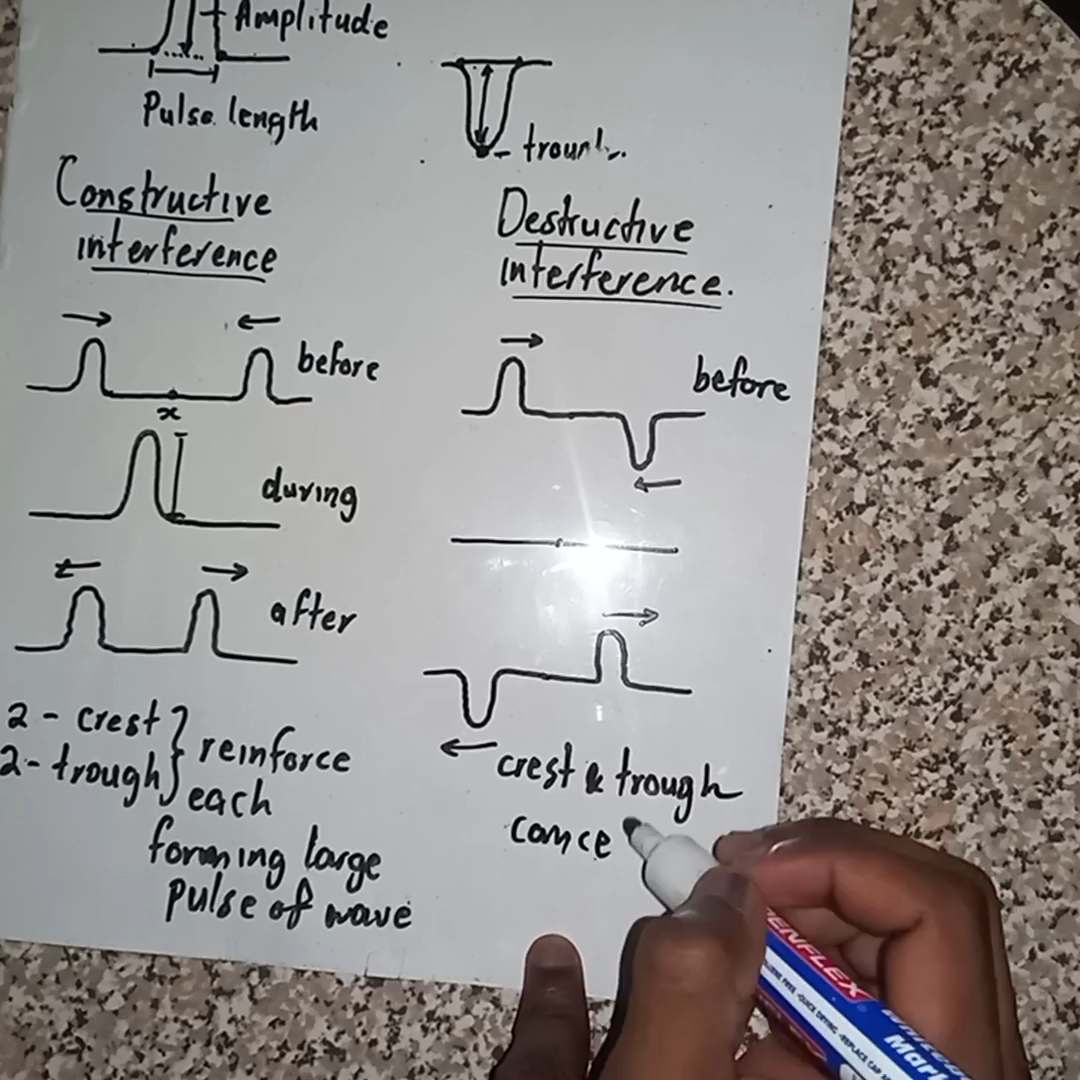 Amplitude
Pulse length
Constructive
interference
before
x
during
after
2 - crest
2 - trough
reinforce
each
forming large
pulse of wave
Destructive
interference.
before
crest & trough
cance
PENFLEX